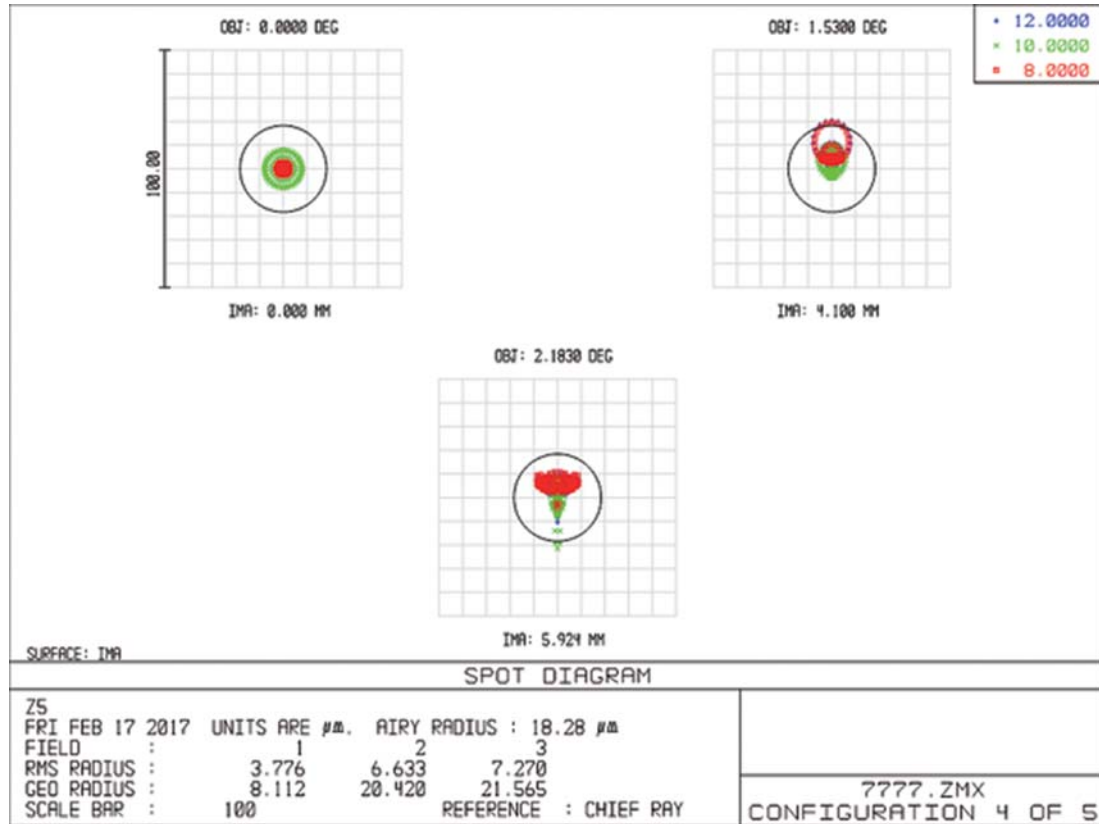 OBJ: 0.0000 DEG
OBJ: 1.5300 DEG
12.0000
10.0000
8.0000
100.00
IMA: 0.000 MM
IMA: 4.100 MM
OBJ: 2.1830 DEG
IMA: 5.924 MM
SURFACE: IMA
SPOT DIAGRAM
Z5
FRI FEB 17 2017 UNITS ARE µm. AIRY RADIUS : 18.28 µm
FIELD : 1 2 3
RMS RADIUS : 3.776 6.633 7.270
GEO RADIUS : 8.112 20.420 21.565
SCALE BAR : 100 REFERENCE : CHIEF RAY
7777.ZMX
CONFIGURATION 4 OF 5